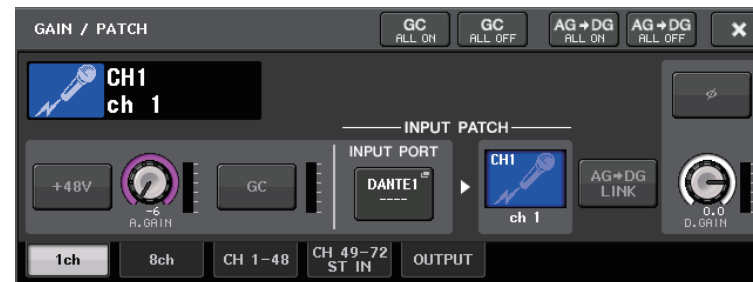 GAIN / PATCH
GC
ALL ON
GC
ALL OFF
AG→DG
ALL ON
AG→DG
ALL OFF
×
CH1
ch 1
INPUT PATCH
INPUT PORT
+48V
-6
A.GAIN
GC
DANTE1
----
CH1
ch 1
AG→DG
LINK
ø
0.0
D.GAIN
1ch
8ch
CH 1-48
CH 49-72
ST IN
OUTPUT